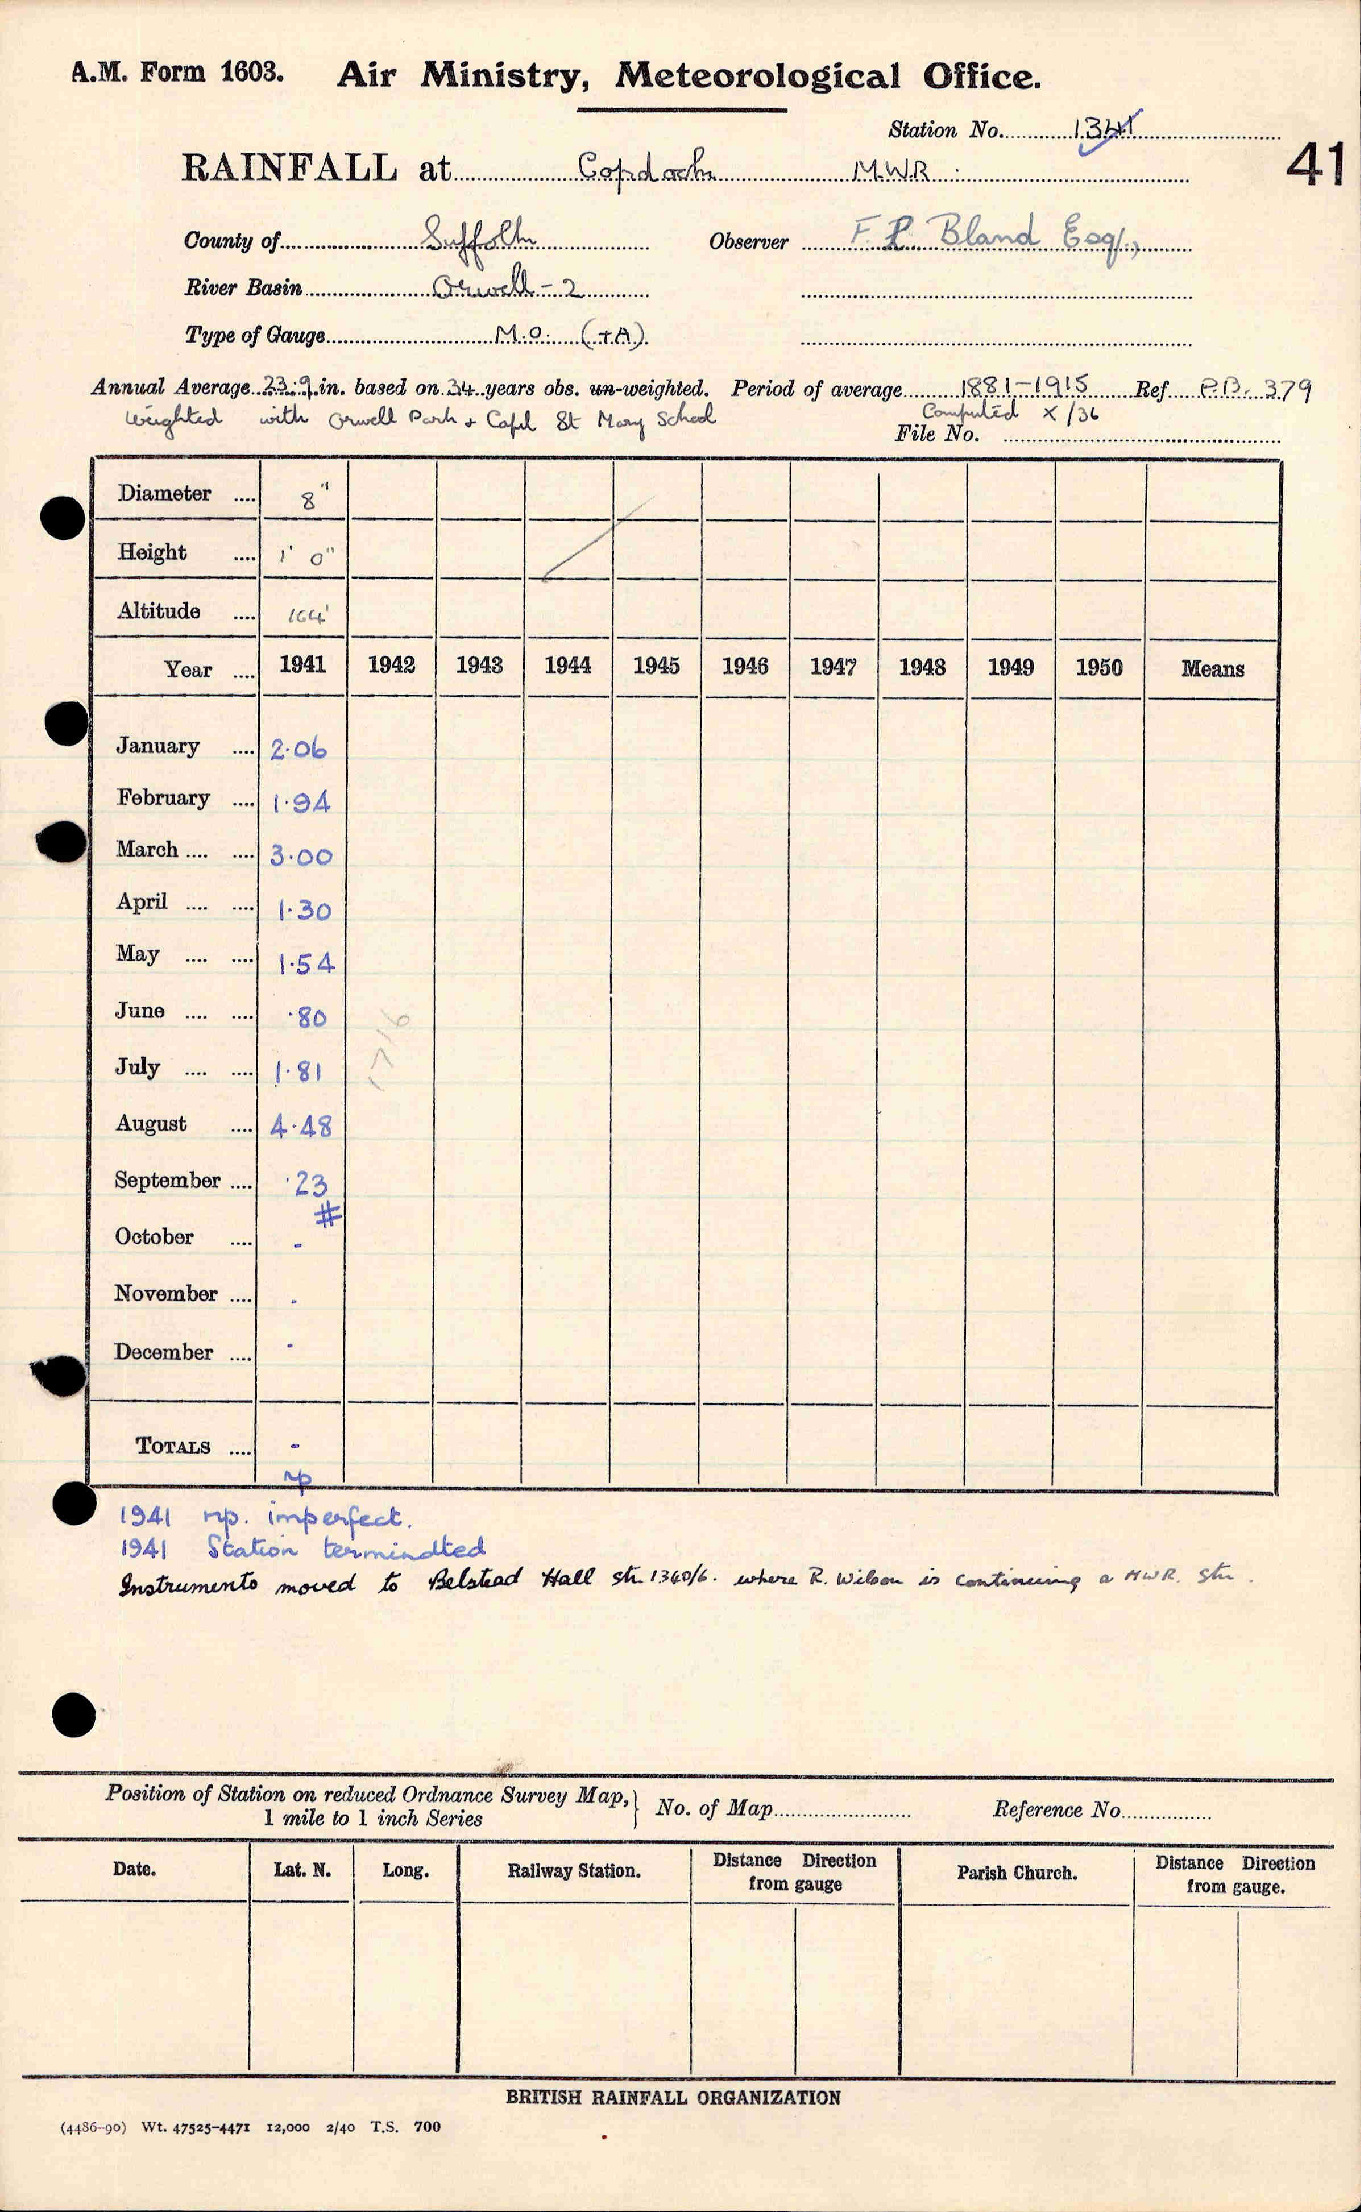 A.M. Form 1603. Air Ministry, Meteorological Office.
Station No. 1341
41
RAINFALL at Copdock M.W.R.
County of Suffolk Observer F. P. Bland Esq.,
River Basin Orwell - 2
Type of Gauge M.O. (+A)
Annual Average 23.9 in. based on 34 years obs. un-weighted. Period of average 1881-1915 Ref P.B. 379
Weighted with Orwell Park & Capel St Mary School Computed X/36
File No.
Diameter .... 8"
Height .... 1' 0"
Altitude .... 164'
Year .... 1941 1942 1943 1944 1945 1946 1947 1948 1949 1950 Means
January .... 2.06
February .... 1.94
March .... .... 3.00
April .... .... 1.30
May .... .... 1.54
June .... .... .80
July .... .... 1.81
1716
August .... 4.48
September .... .23
#
October .... -
November .... -
December .... -
TOTALS .... -
np
1941 np. imperfect.
1941 Station termindted
Instruments moved to Belstead Hall stn 1340/6. where R. Wilson is continuing a MWR. stn.
Position of Station on reduced Ordnance Survey Map, } No. of Map Reference No.
1 mile to 1 inch Series
Date. Lat. N. Long. Railway Station. Distance Direction from gauge Parish Church. Distance Direction from gauge.
BRITISH RAINFALL ORGANIZATION
(4486-90) Wt. 47525-4471 12,000 2/40 T.S. 700